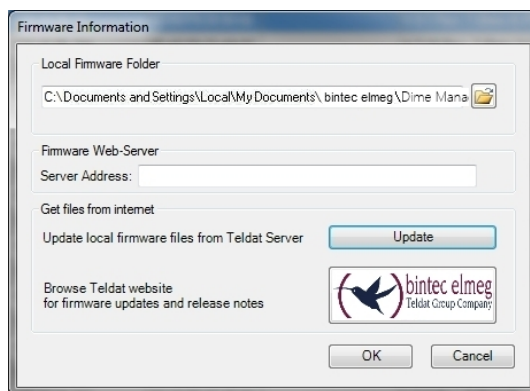 Firmware Information
Local Firmware Folder
C:\Documents and Settings\Local\My Documents\ bintec elmeg\Dime Mana
Firmware Web-Server
Server Address:
Get files from internet
Update local firmware files from Teldat Server
Update
Browse Teldat website
for firmware updates and release notes
bintec elmeg
Teldat Group Company
OK
Cancel